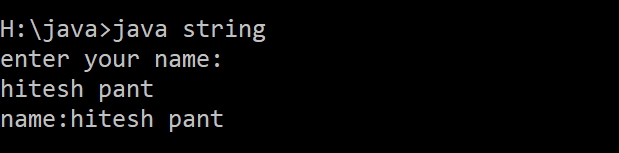 H:\java>java string
enter your name:
hitesh pant
name:hitesh pant